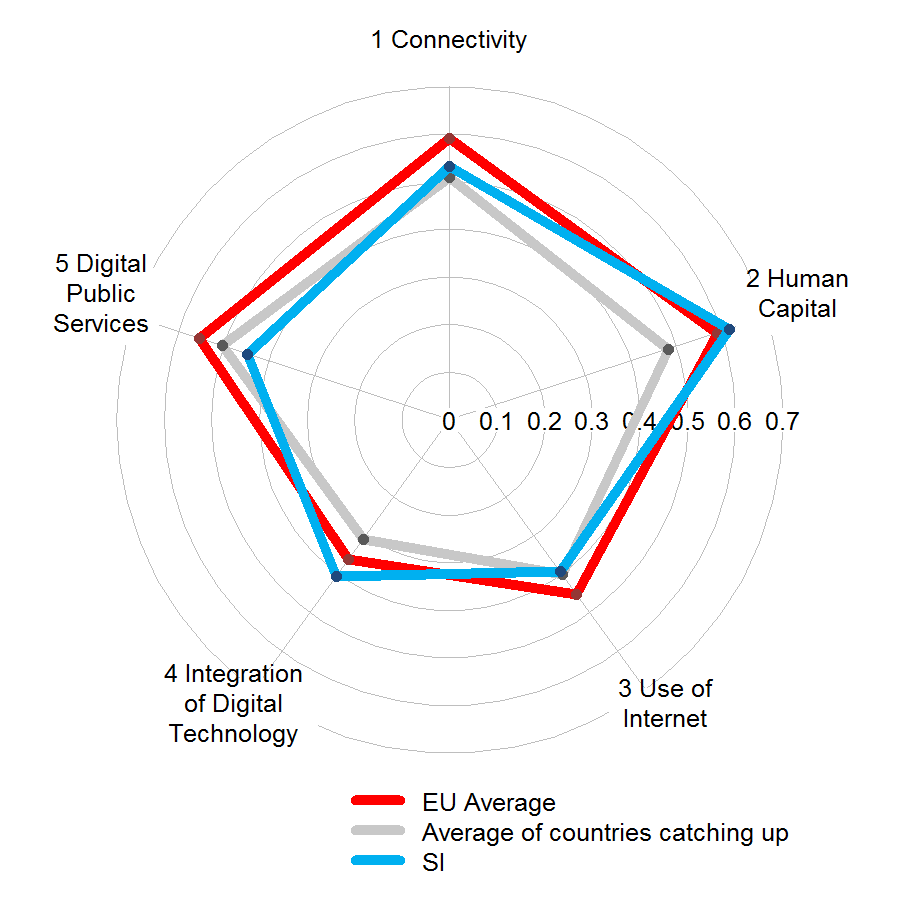 1 Connectivity
5 Digital
Public
Services
2 Human
Capital
0 0.1 0.2 0.3 0.4 0.5 0.6 0.7
4 Integration
of Digital
Technology
3 Use of
Internet
EU Average
Average of countries catching up
SI